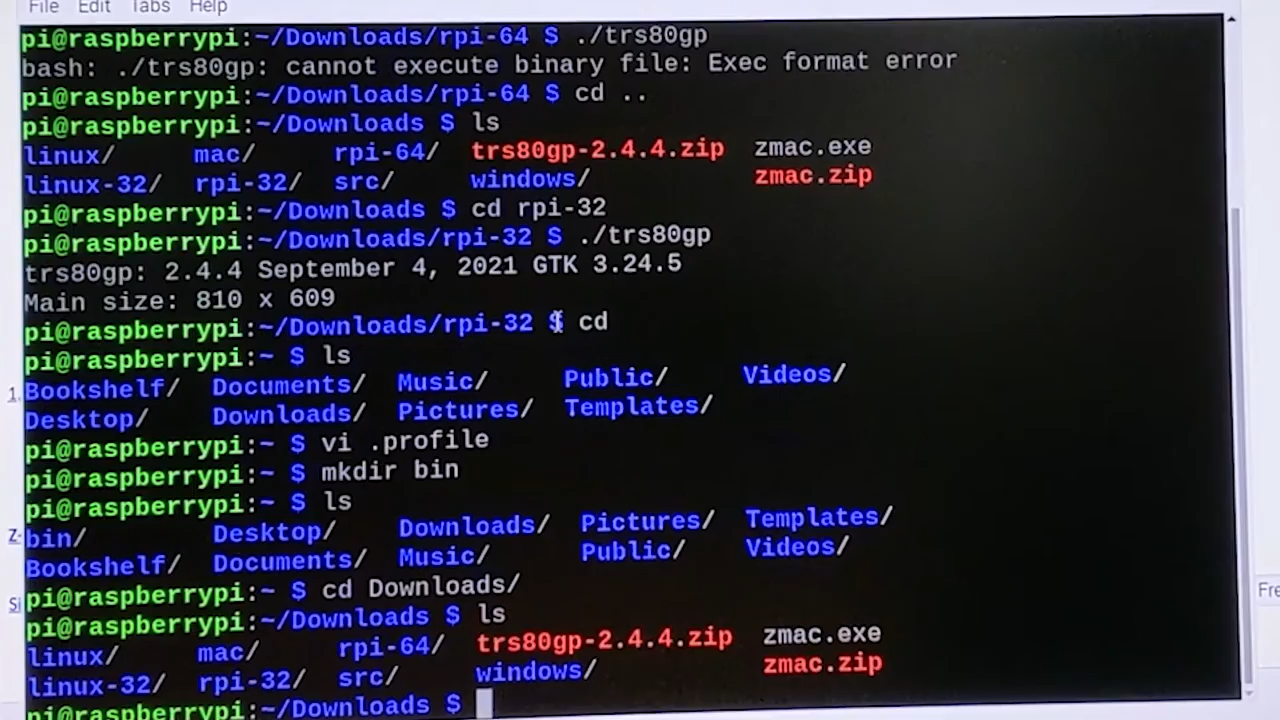 File Edit Tabs Help
pi@raspberrypi:~/Downloads/rpi-64 $ ./trs80gp
bash: ./trs80gp: cannot execute binary file: Exec format error
pi@raspberrypi:~/Downloads/rpi-64 $ cd ..
pi@raspberrypi:~/Downloads $ ls
linux/ mac/ rpi-64/ trs80gp-2.4.4.zip zmac.exe
linux-32/ rpi-32/ src/ windows/ zmac.zip
pi@raspberrypi:~/Downloads $ cd rpi-32
pi@raspberrypi:~/Downloads/rpi-32 $ ./trs80gp
trs80gp: 2.4.4 September 4, 2021 GTK 3.24.5
Main size: 810 x 609
pi@raspberrypi:~/Downloads/rpi-32 $ cd
pi@raspberrypi:~ $ ls
Bookshelf/ Documents/ Music/ Public/ Videos/
Desktop/ Downloads/ Pictures/ Templates/
pi@raspberrypi:~ $ vi .profile
pi@raspberrypi:~ $ mkdir bin
pi@raspberrypi:~ $ ls
bin/ Desktop/ Downloads/ Pictures/ Templates/
Bookshelf/ Documents/ Music/ Public/ Videos/
pi@raspberrypi:~ $ cd Downloads/
pi@raspberrypi:~/Downloads $ ls
linux/ mac/ rpi-64/ trs80gp-2.4.4.zip zmac.exe
linux-32/ rpi-32/ src/ windows/ zmac.zip
pi@raspberrypi:~/Downloads $